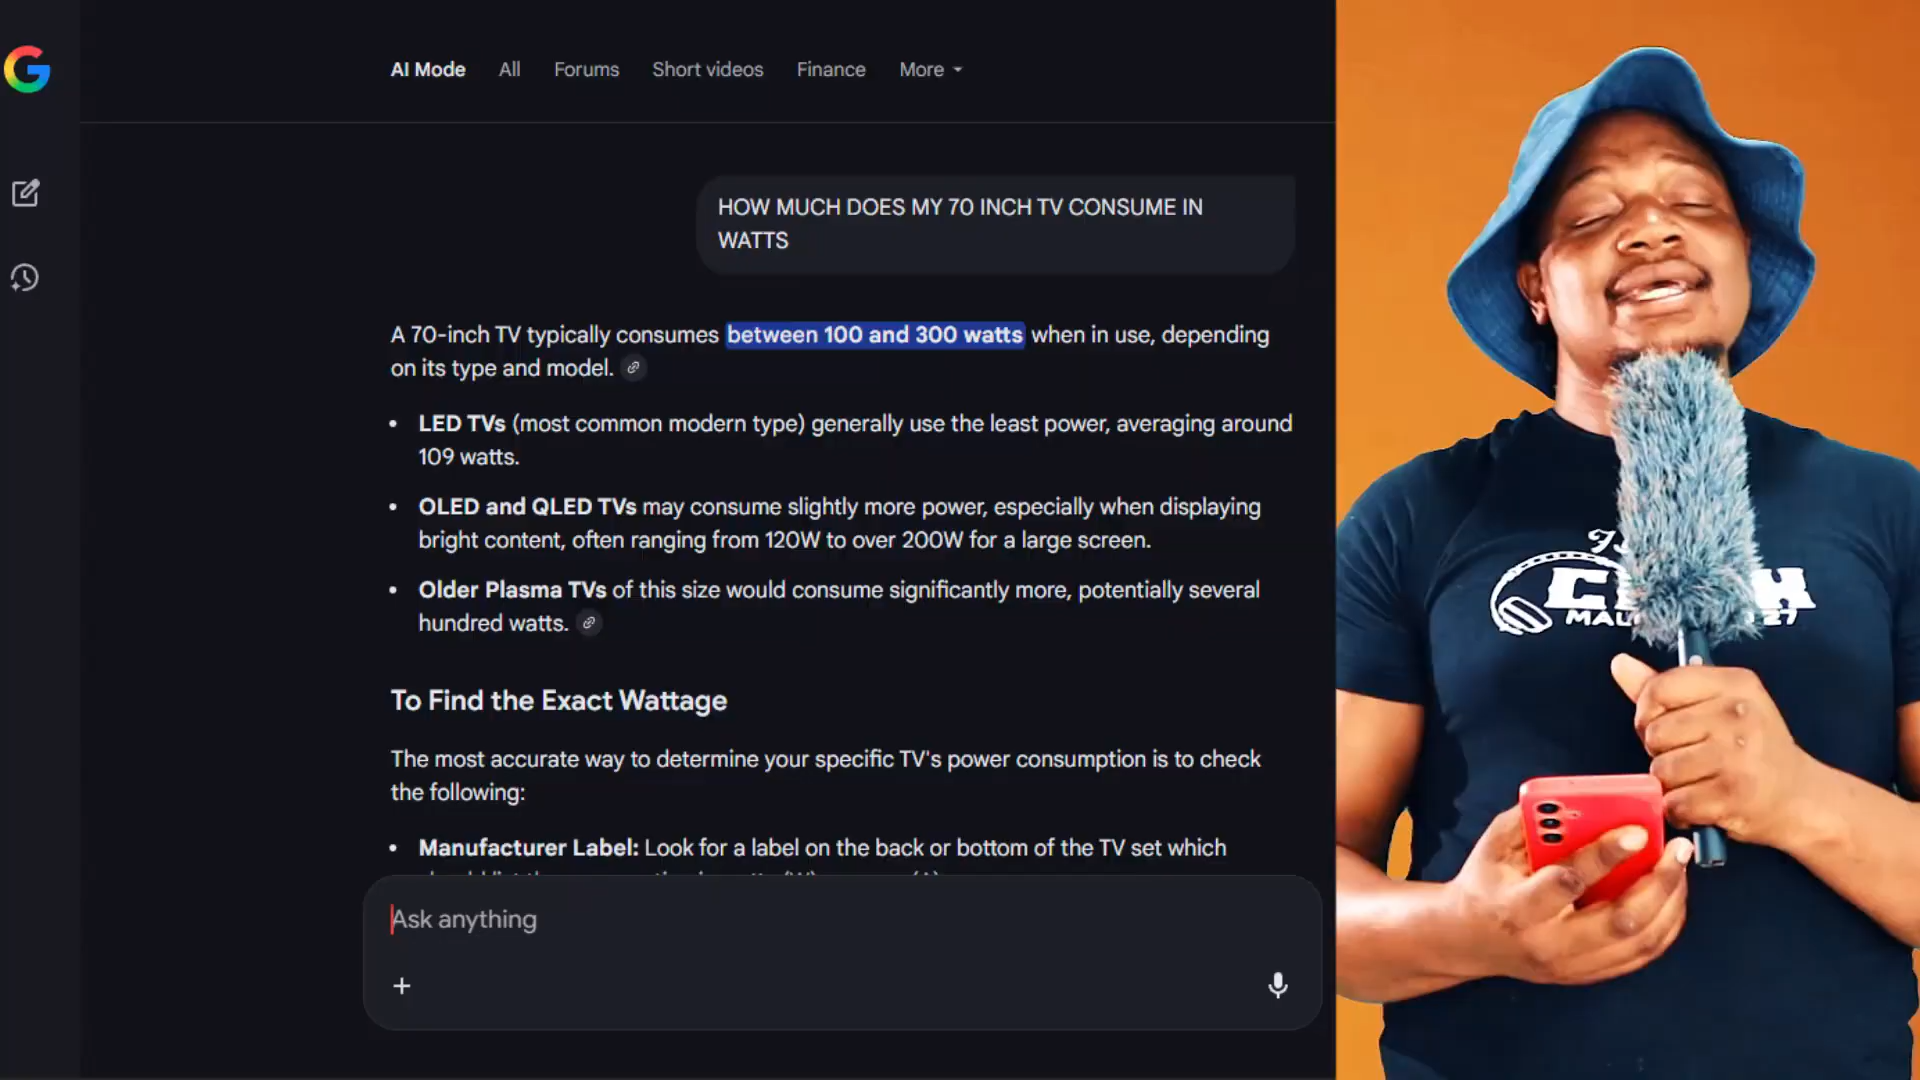 AI Mode All Forums Short videos Finance More
HOW MUCH DOES MY 70 INCH TV CONSUME IN
WATTS
A 70-inch TV typically consumes between 100 and 300 watts when in use, depending
on its type and model.
• LED TVs (most common modern type) generally use the least power, averaging around
109 watts.
• OLED and QLED TVs may consume slightly more power, especially when displaying
bright content, often ranging from 120W to over 200W for a large screen.
• Older Plasma TVs of this size would consume significantly more, potentially several
hundred watts.
To Find the Exact Wattage
The most accurate way to determine your specific TV's power consumption is to check
the following:
• Manufacturer Label: Look for a label on the back or bottom of the TV set which
Ask anything